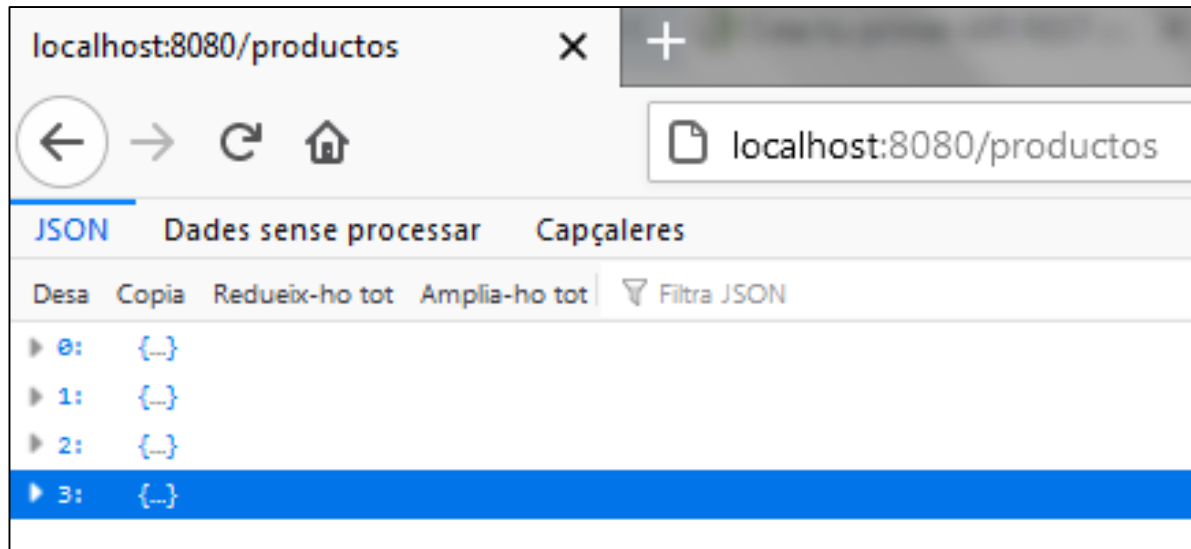 localhost:8080/productos
localhost:8080/productos
JSON Dades sense processar Capçaleres
Desa Copia Redueix-ho tot Amplia-ho tot Filtra JSON
0: {…}
1: {…}
2: {…}
3: {…}